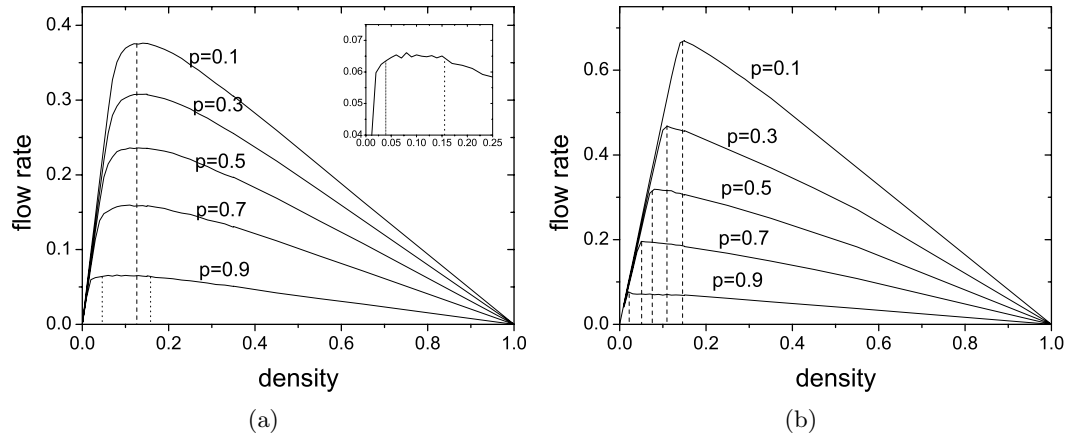 0.4
0.3
0.2
0.1
0.0
flow rate
p=0.1
p=0.3
p=0.5
p=0.7
p=0.9
0.0 0.2 0.4 0.6 0.8 1.0
density
0.07
0.06
0.05
0.04
0.00 0.05 0.10 0.15 0.20 0.25
(a)
0.6
0.4
0.2
0.0
flow rate
p=0.1
p=0.3
p=0.5
p=0.7
p=0.9
0.0 0.2 0.4 0.6 0.8 1.0
density
(b)